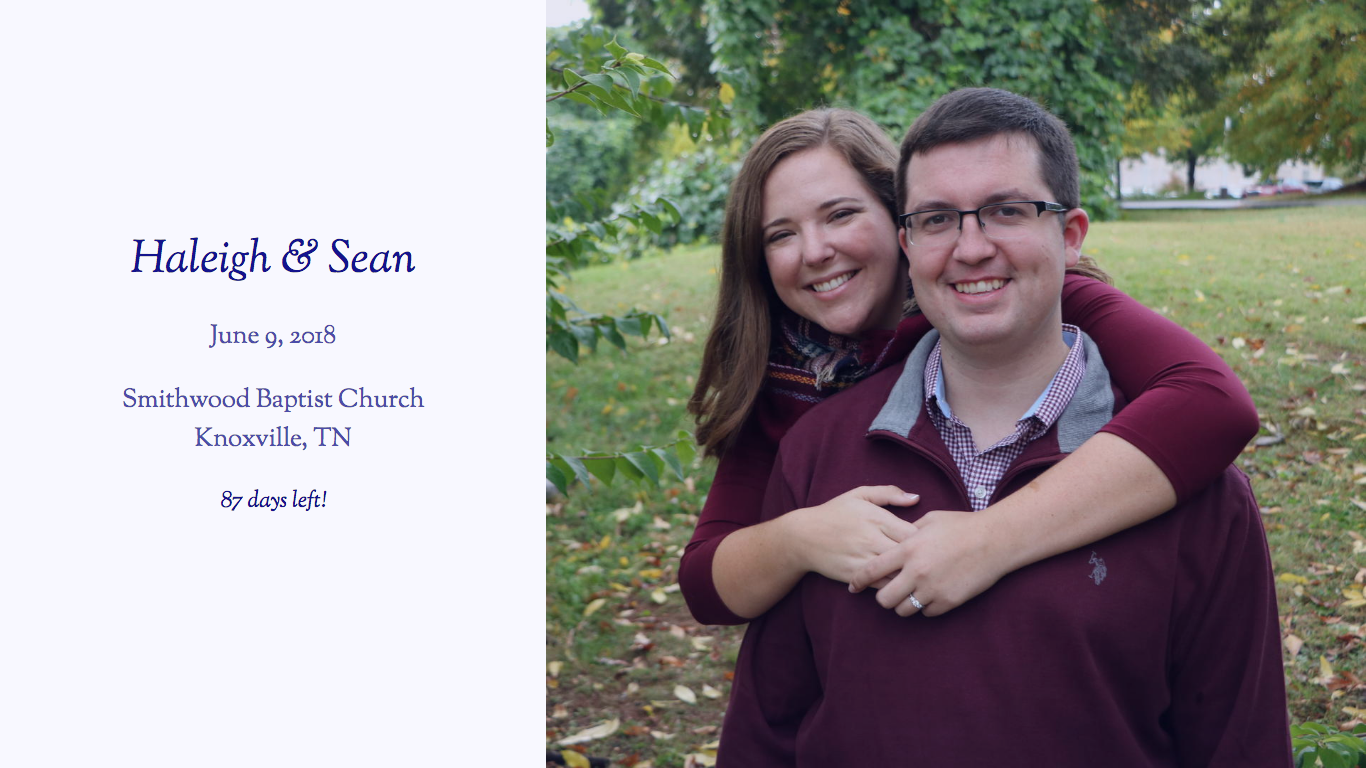 Haleigh & Sean
June 9, 2018
Smithwood Baptist Church
Knoxville, TN
87 days left!